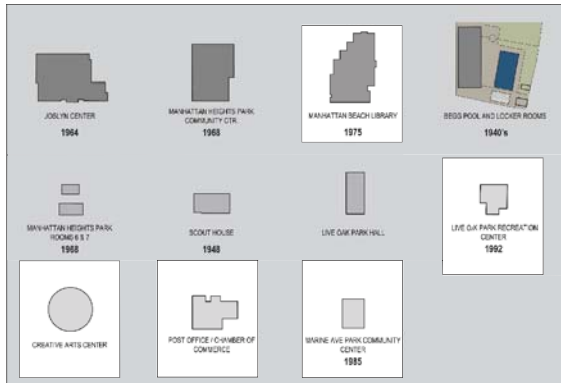 JOSLYN CENTER
1964
MANHATTAN HEIGHTS PARK
COMMUNITY CTR.
1968
MANHATTAN BEACH LIBRARY
1975
BEGG POOL AND LOCKER ROOMS
1940's
MANHATTAN HEIGHTS PARK
ROOMS 6 & 7
1968
SCOUT HOUSE
1948
LIVE OAK PARK HALL
LIVE OAK PARK RECREATION
CENTER
1992
CREATIVE ARTS CENTER
POST OFFICE / CHAMBER OF
COMMERCE
MARINE AVE PARK COMMUNITY
CENTER
1985